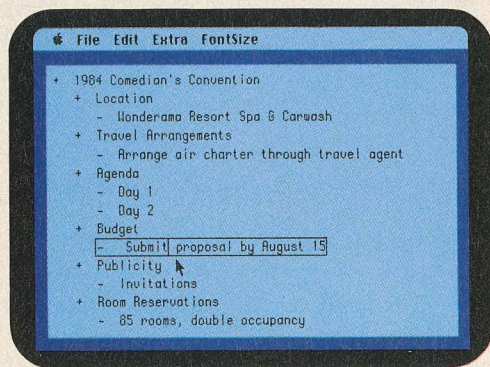 File Edit Extra FontSize
+ 1984 Comedian's Convention
+ Location
- Wonderama Resort Spa & Carwash
+ Travel Arrangements
- Arrange air charter through travel agent
+ Agenda
- Day 1
- Day 2
+ Budget
- Submit proposal by August 15
+ Publicity
- Invitations
+ Room Reservations
- 85 rooms, double occupancy